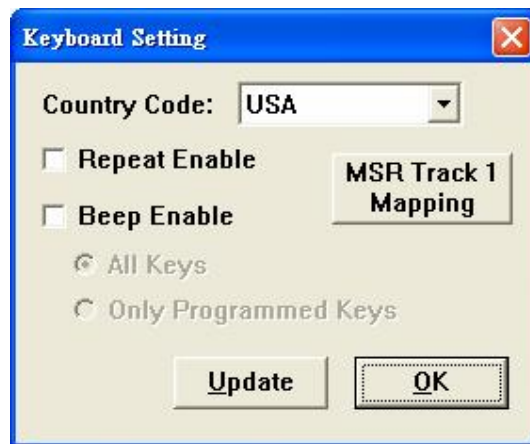 Keyboard Setting
Country Code: USA
Repeat Enable
MSR Track 1
Mapping
Beep Enable
All Keys
Only Programmed Keys
Update OK